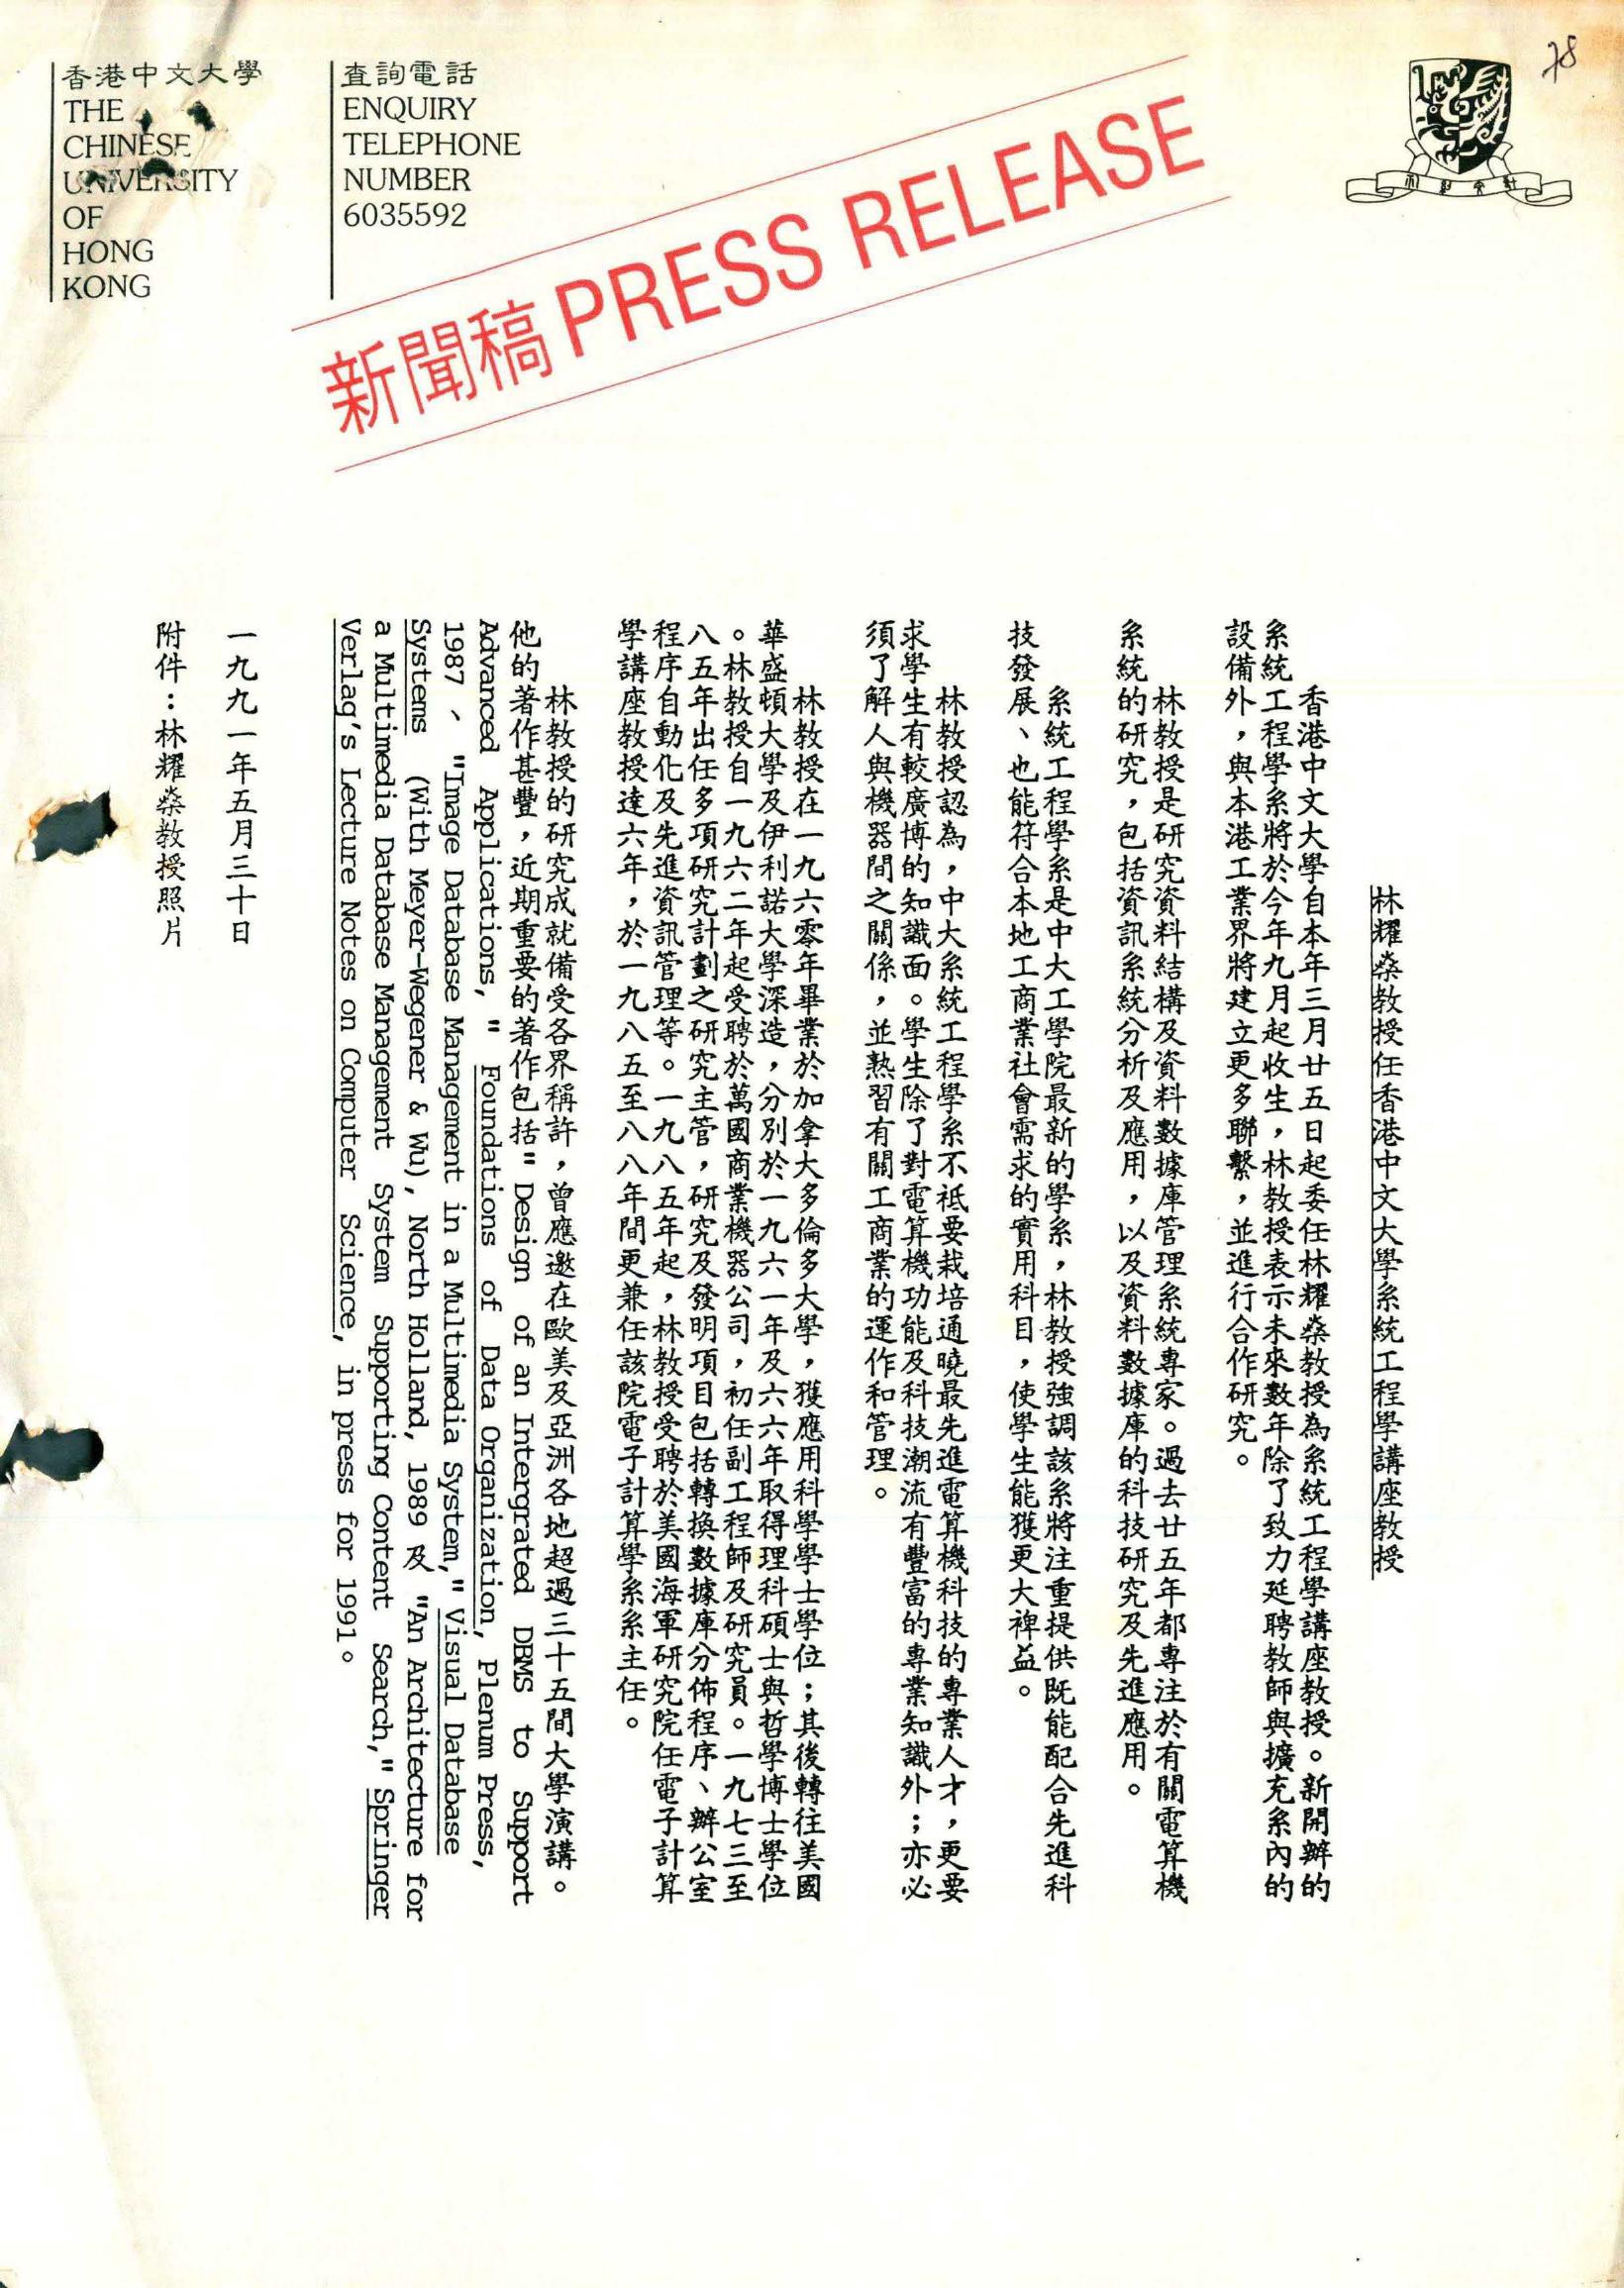 香港中文大學
THE
CHINESE
UNIVERSITY
OF
HONG
KONG
查詢電話
ENQUIRY
TELEPHONE
NUMBER
6035592
78
新聞稿 PRESS RELEASE
林耀燊教授任香港中文大學系統工程學講座教授
香港中文大學自本年三月廿五日起委任林耀燊教授為系統工程學講座教授。新開辦的
系統工程學系將於今年九月起收生，林教授表示未來數年除了致力延聘教師與擴充系內的
設備外，與本港工業界將建立更多聯繫，並進行合作研究。
林教授是研究資料結構及資料數據庫管理系統專家。過去廿五年都專注於有關電算機
系統的研究，包括資訊系統分析及應用，以及資料數據庫的科技研究及先進應用。
系統工程學系是中大工學院最新的學系，林教授強調該系將注重提供既能配合先進科
技發展、也能符合本地工商業社會需求的實用科目，使學生能獲更大裨益。
林教授認為，中大系統工程學系不祗要栽培通曉最先進電算機科技的專業人才，更要
求學生有較廣博的知識面。學生除了對電算機功能及科技潮流有豐富的專業知識外；亦必
須了解人與機器間之關係，並熟習有關工商業的運作和管理。
林教授在一九六零年畢業於加拿大多倫多大學，獲應用科學學士學位；其後轉往美國
華盛頓大學及伊利諾大學深造，分別於一九六一年及六六年取得理科碩士與哲學博士學位
。林教授自一九六二年起受聘於萬國商業機器公司，初任副工程師及研究員。一九七三至
八五年出任多項研究計劃之研究主管，研究及發明項目包括轉換數據庫分佈程序、辦公室
程序自動化及先進資訊管理等。一九八五年起，林教授受聘於美國海軍研究院任電子計算
學講座教授達六年，於一九八五至八八年間更兼任該院電子計算學系系主任。
林教授的研究成就備受各界稱許，曾應邀在歐美及亞洲各地超過三十五間大學演講。
他的著作甚豐，近期重要的著作包括" Design of an Intergrated DBMS to Support
Advanced Applications, " Foundations of Data Organization, Plenum Press,
1987 、 "Image Database Management in a Multimedia System," Visual Database
Systems (With Meyer-Wegener & Wu), North Holland, 1989 及 "An Architecture for
a Multimedia Database Management System Supporting Content Search," Springer
Verlaq's Lecture Notes on Computer Science, in press for 1991。
一九九一年五月三十日
附件：林耀燊教授照片